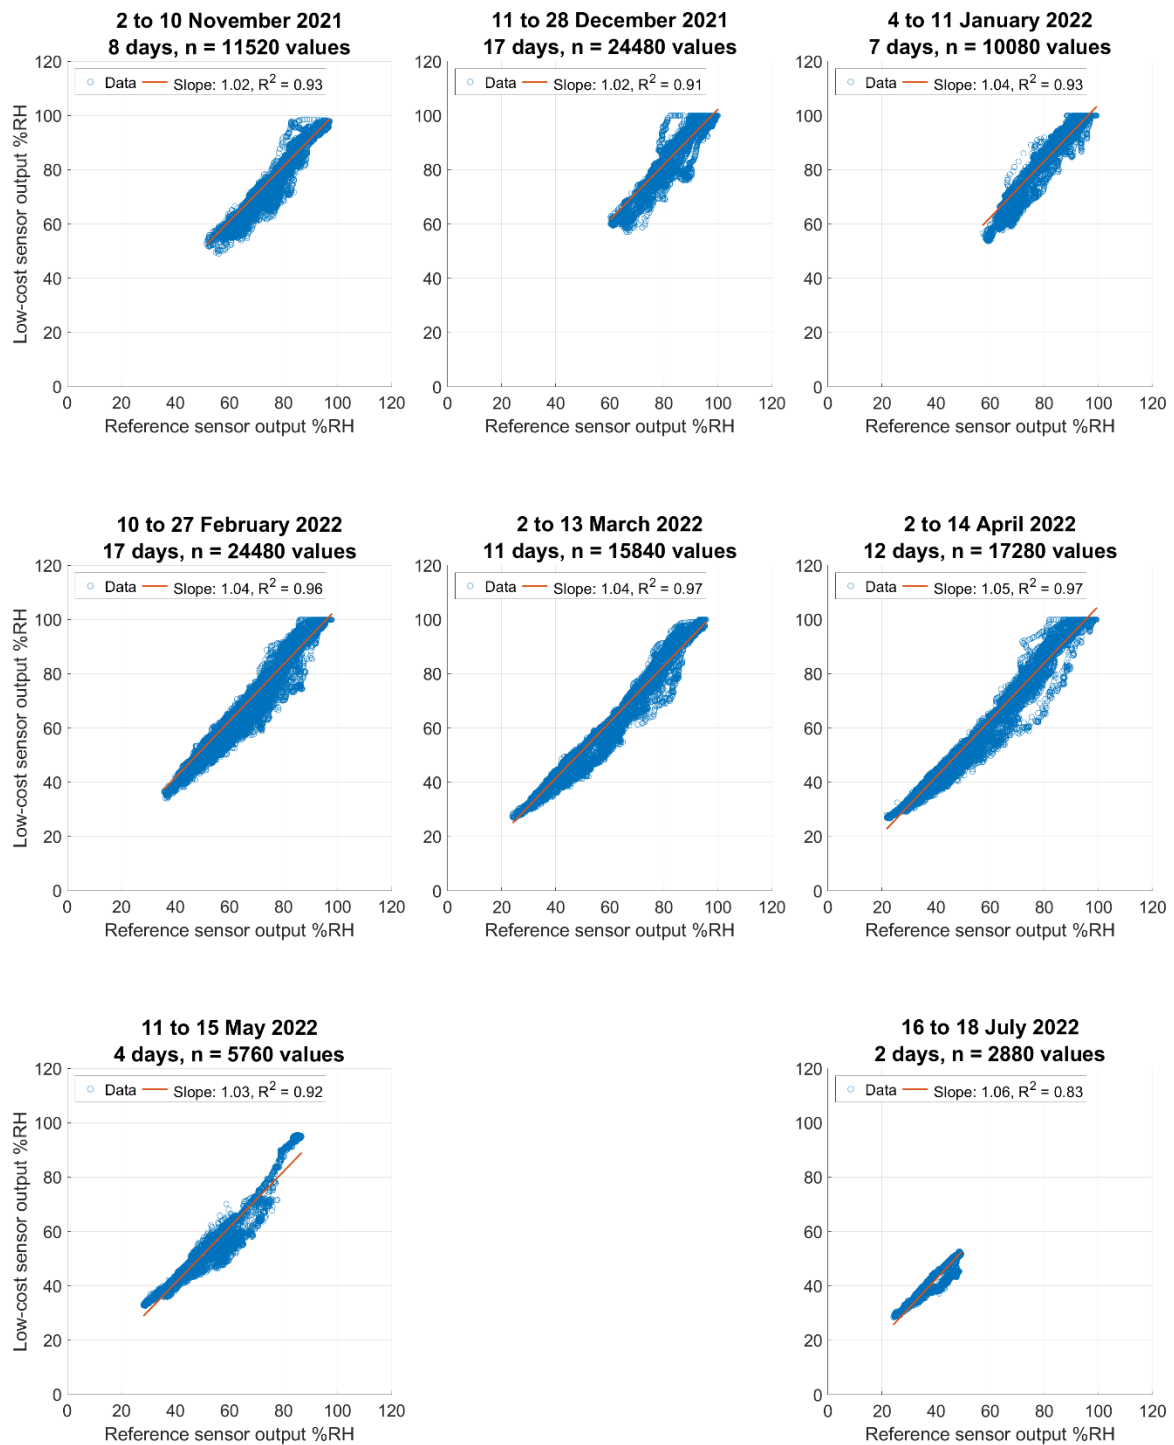 2 to 10 November 2021
8 days, n = 11520 values
120
100
80
60
40
20
0
Low-cost sensor output %RH
Data
Slope: 1.02, R² = 0.93
0 20 40 60 80 100 120
Reference sensor output %RH
11 to 28 December 2021
17 days, n = 24480 values
120
100
80
60
40
20
0
Data
Slope: 1.02, R² = 0.91
0 20 40 60 80 100 120
Reference sensor output %RH
4 to 11 January 2022
7 days, n = 10080 values
120
100
80
60
40
20
0
Data
Slope: 1.04, R² = 0.93
0 20 40 60 80 100 120
Reference sensor output %RH
10 to 27 February 2022
17 days, n = 24480 values
120
100
80
60
40
20
0
Low-cost sensor output %RH
Data
Slope: 1.04, R² = 0.96
0 20 40 60 80 100 120
Reference sensor output %RH
2 to 13 March 2022
11 days, n = 15840 values
120
100
80
60
40
20
0
Data
Slope: 1.04, R² = 0.97
0 20 40 60 80 100 120
Reference sensor output %RH
2 to 14 April 2022
12 days, n = 17280 values
120
100
80
60
40
20
0
Data
Slope: 1.05, R² = 0.97
0 20 40 60 80 100 120
Reference sensor output %RH
11 to 15 May 2022
4 days, n = 5760 values
120
100
80
60
40
20
0
Low-cost sensor output %RH
Data
Slope: 1.03, R² = 0.92
0 20 40 60 80 100 120
Reference sensor output %RH
16 to 18 July 2022
2 days, n = 2880 values
120
100
80
60
40
20
0
Data
Slope: 1.06, R² = 0.83
0 20 40 60 80 100 120
Reference sensor output %RH